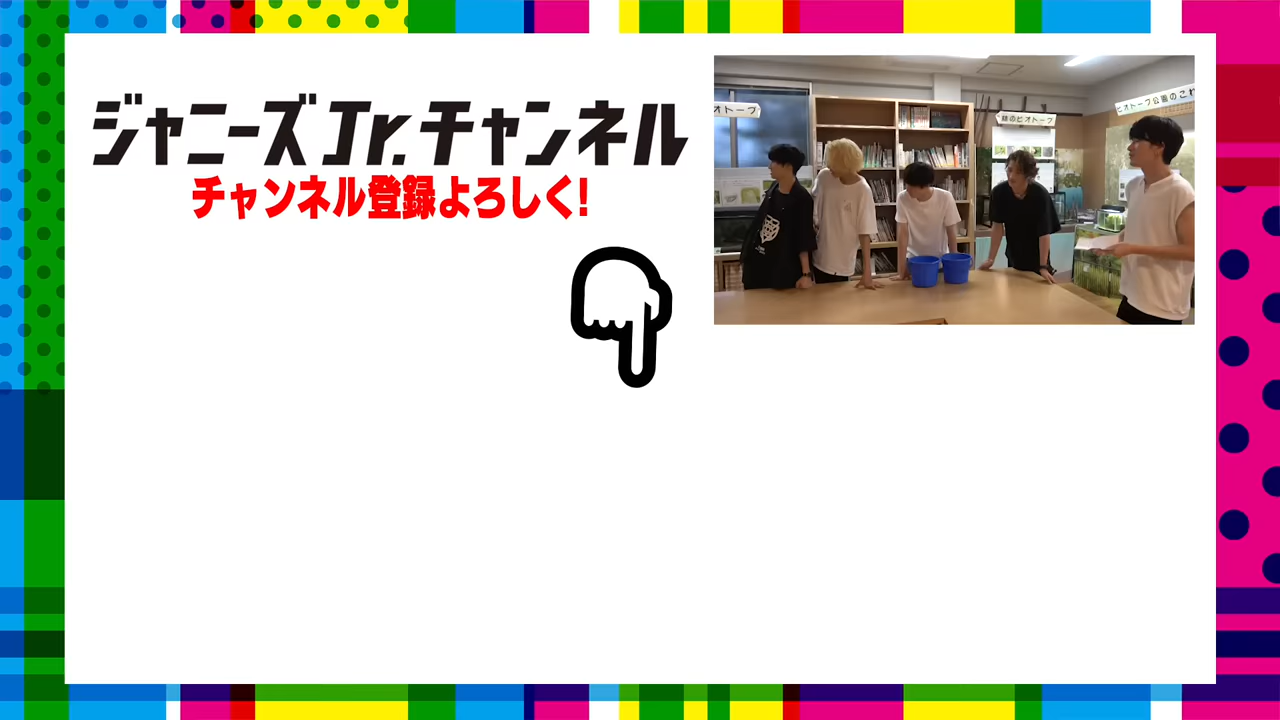 ジャニーズJr.チャンネル
チャンネル登録よろしく!
オトープ
緑のビオトープ
ビオトープ公園のこれ